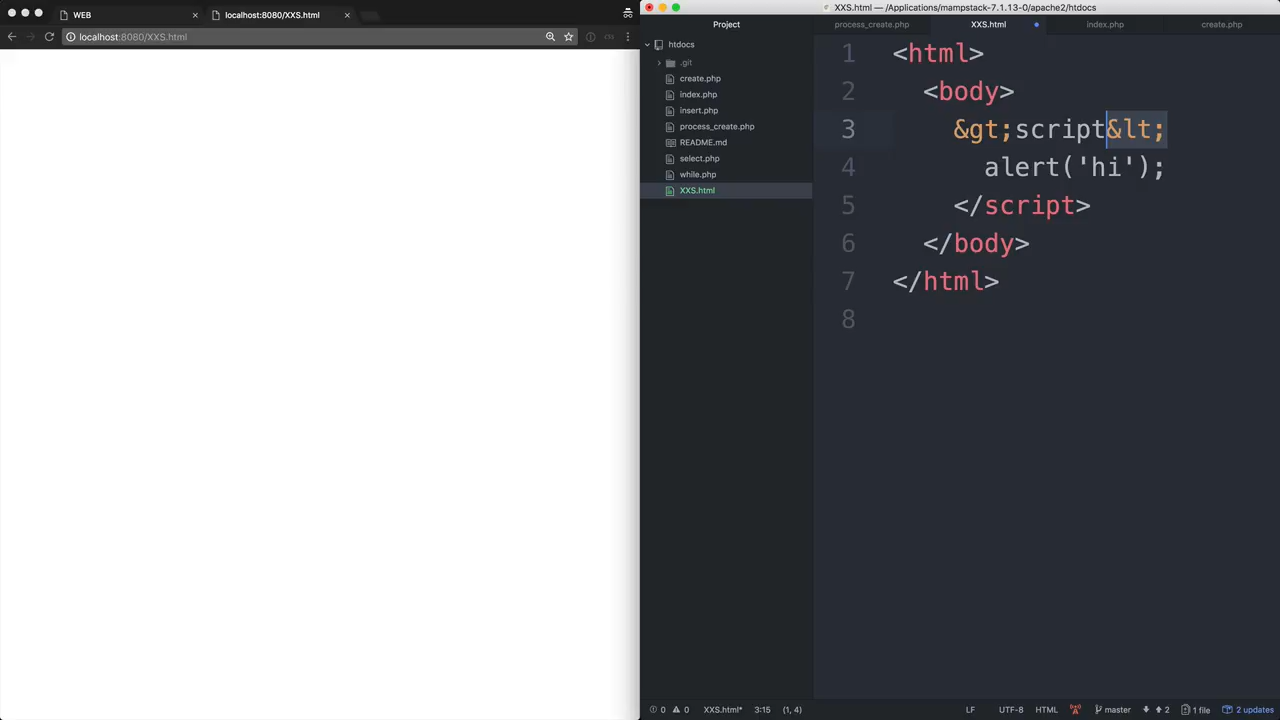 WEB
localhost:8080/XXS.html
localhost:8080/XXS.html
XXS.html — /Applications/mampstack-7.1.13-0/apache2/htdocs
Project
process_create.php
XXS.html
index.php
create.php
htdocs
.git
create.php
index.php
insert.php
process_create.php
README.md
select.php
while.php
XXS.html
1 <html>
2 <body>
3 &gt;script&lt;
4 alert('hi');
5 </script>
6 </body>
7 </html>
8
0 0 XXS.html* 3:15 (1, 4) LF UTF-8 HTML master 2 1 file 2 updates